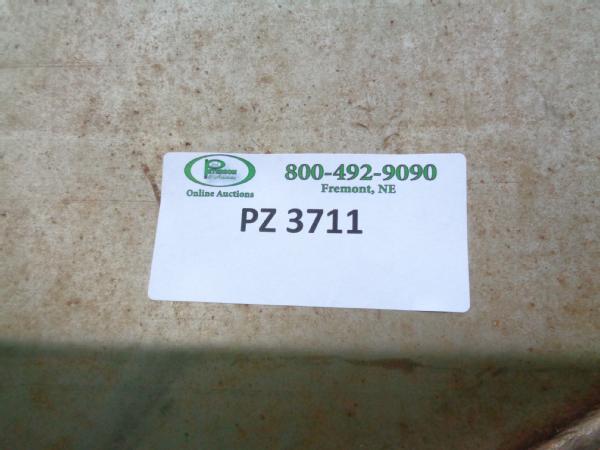 800-492-9090
Fremont, NE
Online Auctions
PZ 3711